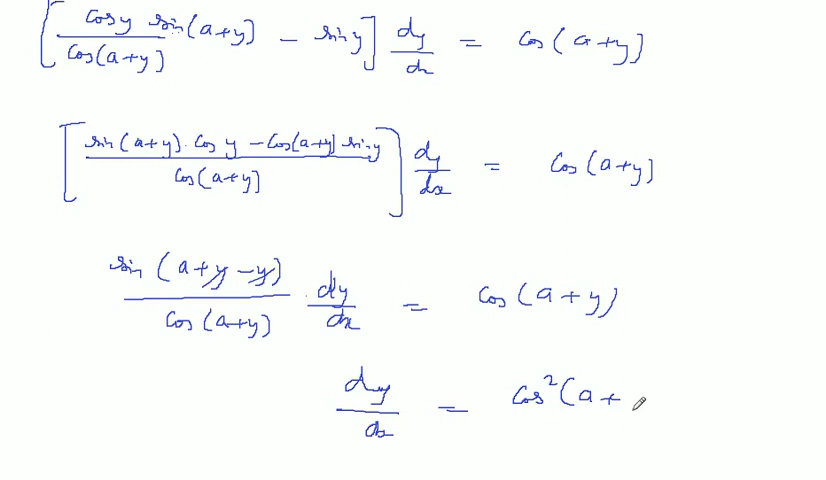 [cos y sin(a+y) / cos(a+y) − sin y] dy/dx = cos(a+y)
[sin(a+y). cos y − cos(a+y) sin y / cos(a+y)] dy/dx = cos(a+y)
sin(a+y−y) / cos(a+y) . dy/dx = cos(a+y)
dy/dx = cos²(a+